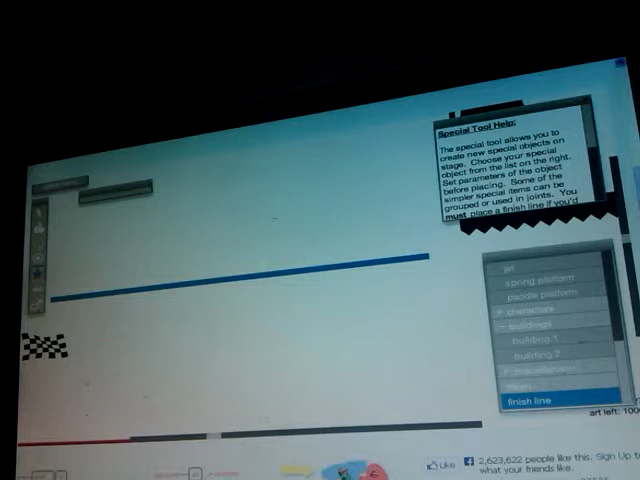 Special Tool Help:
The special tool allows you to
create new special objects on
stage. Choose your special
object from the list on the right.
Set parameters of the object
before placing. Some of the
simpler special items can be
grouped or used in joints. You
must place a finish line if you'd
jet
spring platform
paddle platform
+ characters
- buildings
building 1
building 2
+ miscellaneous
token
finish line
art left: 100
Like
2,623,622 people like this. Sign Up to
what your friends like.